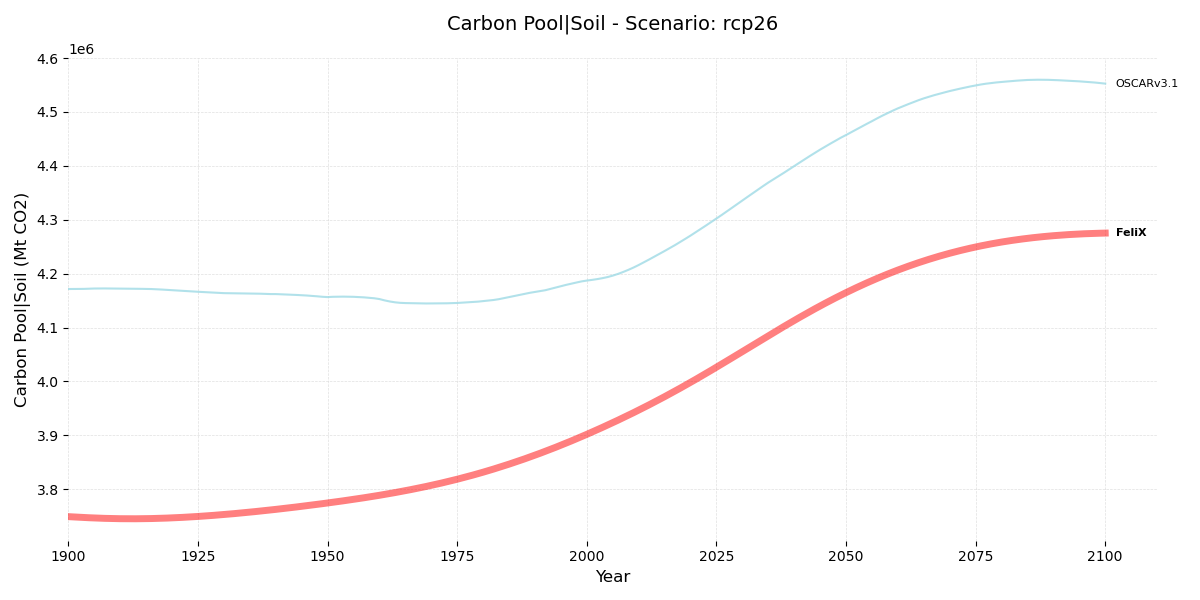 Carbon Pool|Soil - Scenario: rcp26
1e6
4.6
4.5
4.4
4.3
4.2
4.1
4.0
3.9
3.8
Carbon Pool|Soil (Mt CO2)
OSCARv3.1
FeliX
1900 1925 1950 1975 2000 2025 2050 2075 2100
Year